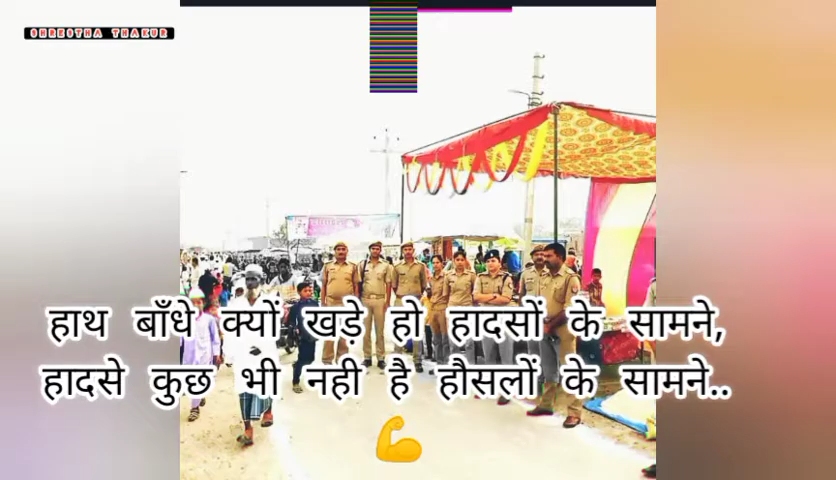 SHRESTHA THAKUR
हाथ बाँधे क्यों खड़े हो हादसों के सामने,
हादसे कुछ भी नही है हौसलों के सामने..